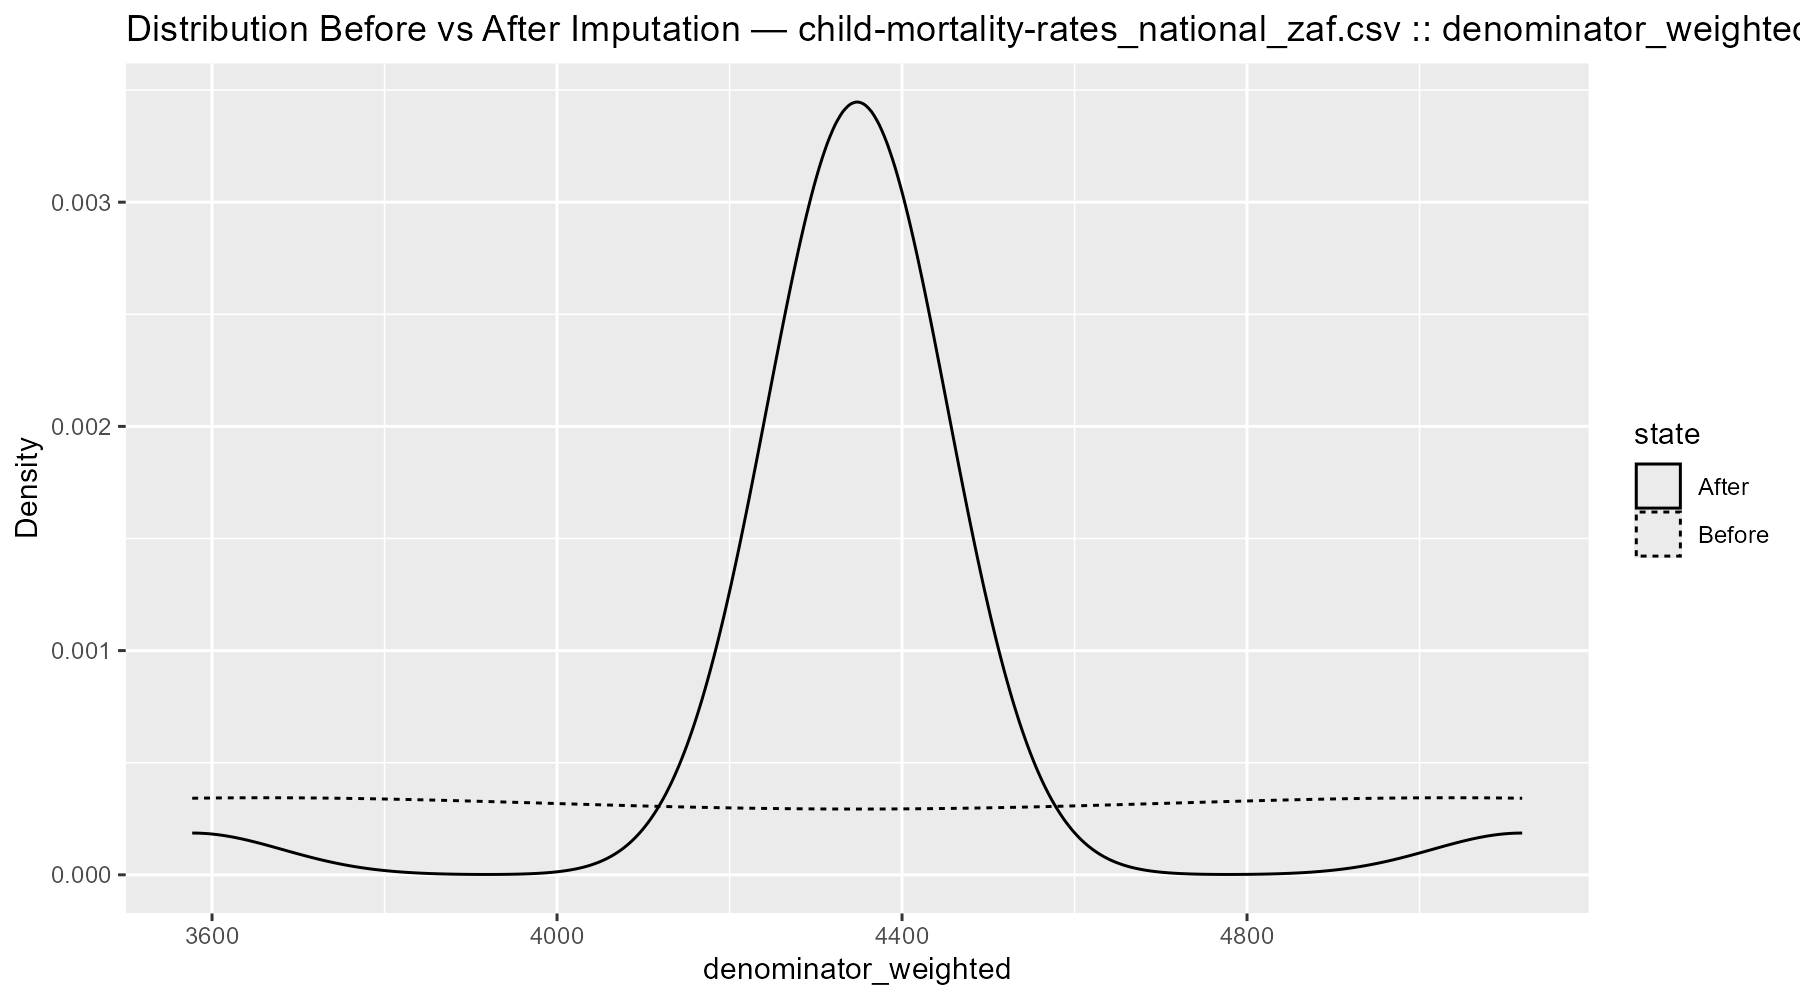 Distribution Before vs After Imputation — child-mortality-rates_national_zaf.csv :: denominator_weighted
0.003
0.002
0.001
0.000
Density
3600
4000
4400
4800
denominator_weighted
state
After
Before